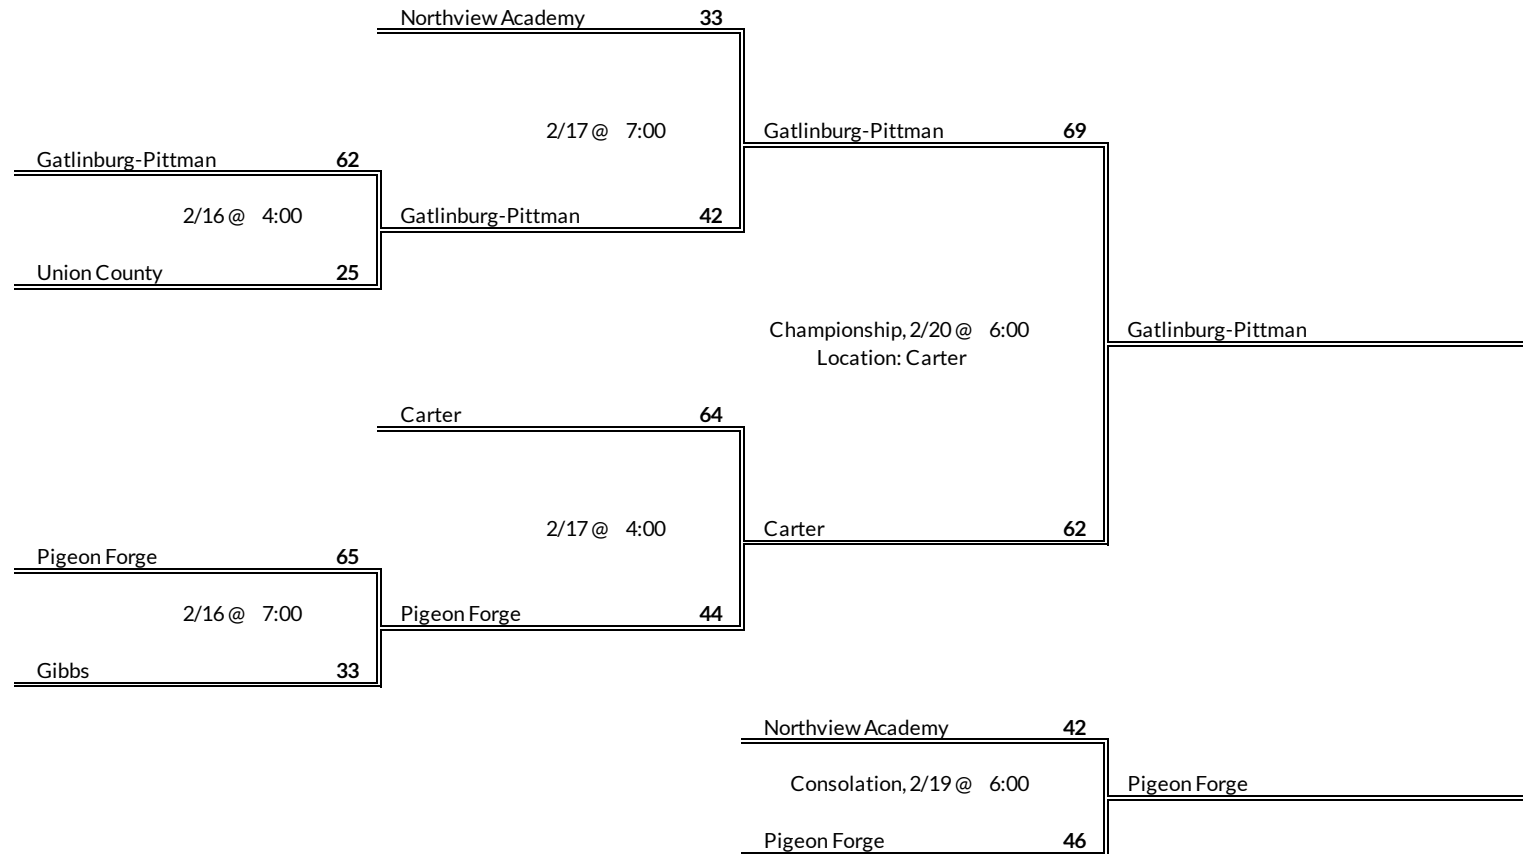 Northview Academy 33
2/17 @ 7:00
Gatlinburg-Pittman 69
Gatlinburg-Pittman 62
2/16 @ 4:00
Gatlinburg-Pittman 42
Union County 25
Championship, 2/20 @ 6:00
Location: Carter
Gatlinburg-Pittman
Carter 64
2/17 @ 4:00
Carter 62
Pigeon Forge 65
2/16 @ 7:00
Pigeon Forge 44
Gibbs 33
Northview Academy 42
Consolation, 2/19 @ 6:00
Pigeon Forge
Pigeon Forge 46